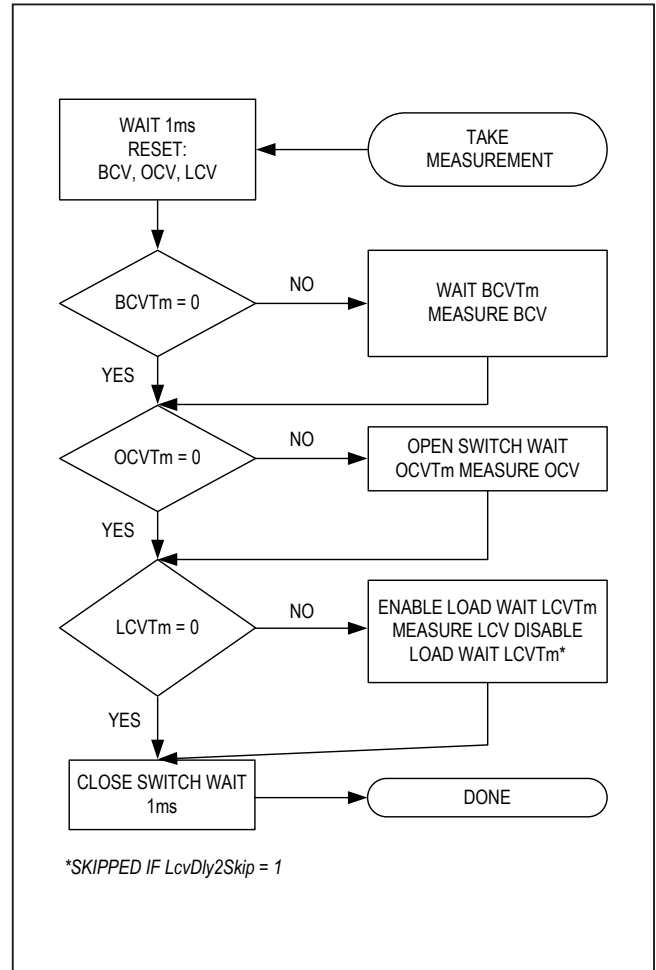 TAKE
MEASUREMENT
WAIT 1ms
RESET:
BCV, OCV, LCV
BCVTm = 0
NO
WAIT BCVTm
MEASURE BCV
YES
OCVTm = 0
NO
OPEN SWITCH WAIT
OCVTm MEASURE OCV
YES
LCVTm = 0
NO
ENABLE LOAD WAIT LCVTm
MEASURE LCV DISABLE
LOAD WAIT LCVTm*
YES
CLOSE SWITCH WAIT
1ms
DONE
*SKIPPED IF LcvDly2Skip = 1